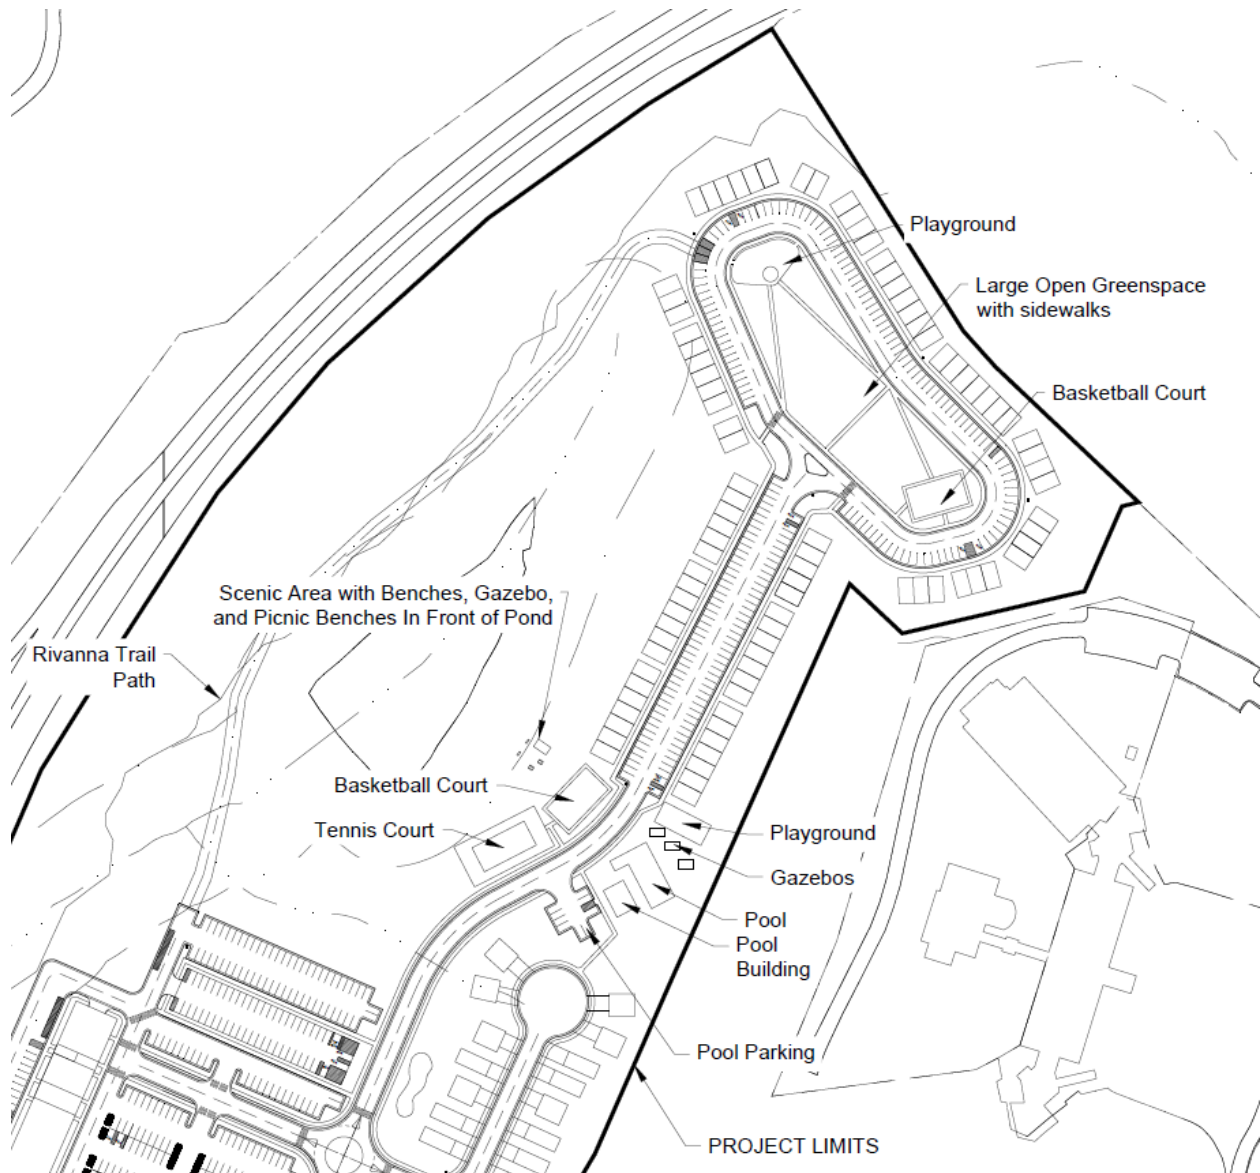 Playground
Large Open Greenspace
with sidewalks
Basketball Court
Scenic Area with Benches, Gazebo,
and Picnic Benches In Front of Pond
Rivanna Trail
Path
Basketball Court
Tennis Court
Playground
Gazebos
Pool
Pool
Building
Pool Parking
PROJECT LIMITS